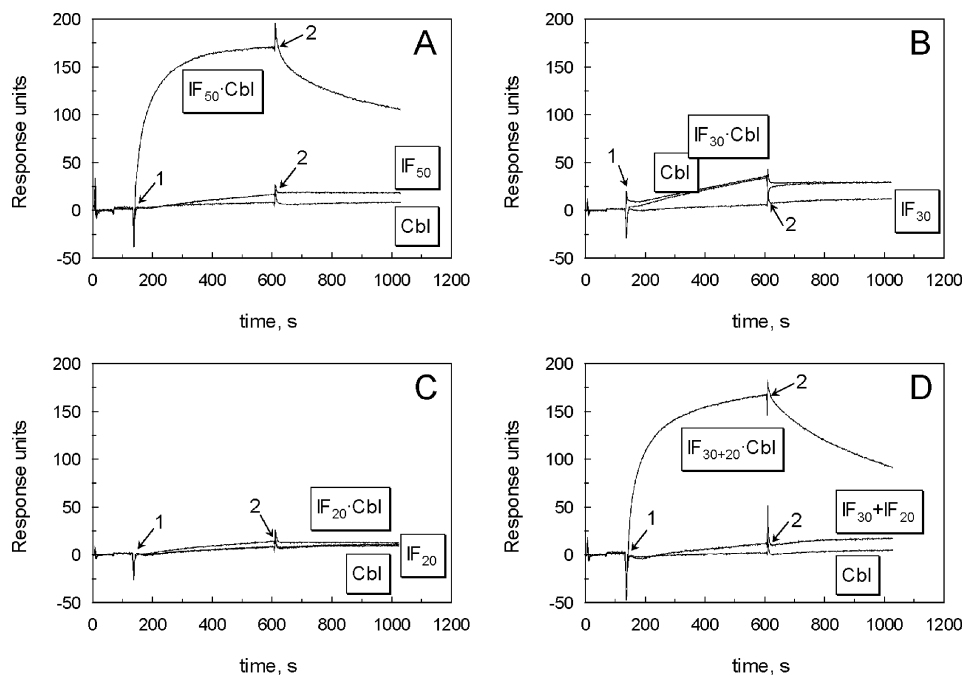 A
Response units
200
150
100
50
0
-50
0 200 400 600 800 1000 1200
time, s
1
2
2
IF50·Cbl
IF50
Cbl
B
Response units
200
150
100
50
0
-50
0 200 400 600 800 1000 1200
time, s
1
2
IF30·Cbl
Cbl
IF30
C
Response units
200
150
100
50
0
-50
0 200 400 600 800 1000 1200
time, s
1
2
IF20·Cbl
IF20
Cbl
D
Response units
200
150
100
50
0
-50
0 200 400 600 800 1000 1200
time, s
1
2
2
IF30+20·Cbl
IF30+IF20
Cbl